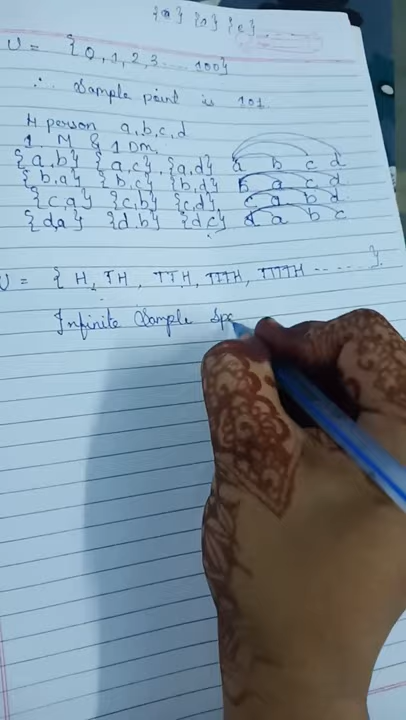 {a} {o} {e}
U = {0, 1, 2, 3 .... 100}
∴ Sample point is 101.
4 person a, b, c, d
1. M & 1 DM.
{a, b} {a, c}, {a, d} a b c d
{b, a} {b, c} {b, d} b a c d
{c, a} {c, b} {c, d} c a b d
{d, a} {d, b} {d c} d a b c
U = { H, TH, TTH, TTTH, TTTTH ........ }.
Infinite Sample Spa